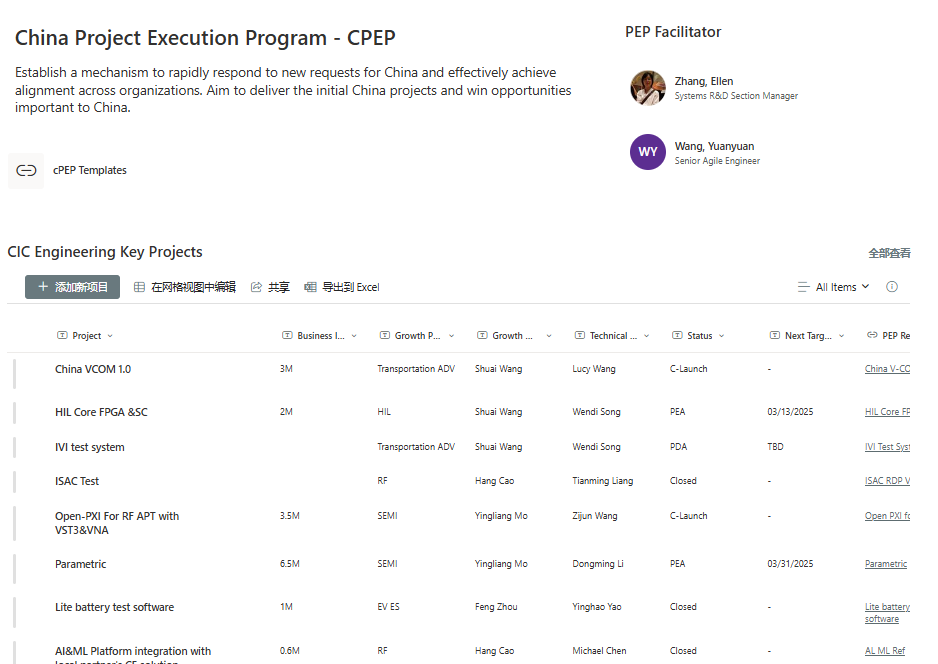 China Project Execution Program - CPEP
Establish a mechanism to rapidly respond to new requests for China and effectively achieve
alignment across organizations. Aim to deliver the initial China projects and win opportunities
important to China.
cPEP Templates
PEP Facilitator
Zhang, Ellen
Systems R&D Section Manager
WY
Wang, Yuanyuan
Senior Agile Engineer
CIC Engineering Key Projects
全部查看
添加新项目 在网格视图中编辑 共享 导出到 Excel All Items
Project Business I... Growth P... Growth ... Technical ... Status Next Targ... PEP Re
China VCOM 1.0 3M Transportation ADV Shuai Wang Lucy Wang C-Launch - China V-CO
HIL Core FPGA &SC 2M HIL Shuai Wang Wendi Song PEA 03/13/2025 HIL Core FP
IVI test system Transportation ADV Shuai Wang Wendi Song PDA TBD IVI Test Syst
ISAC Test RF Hang Cao Tianming Liang Closed - ISAC RDP V
Open-PXI For RF APT with 3.5M SEMI Yingliang Mo Zijun Wang C-Launch - Open PXI fo
VST3&VNA
Parametric 6.5M SEMI Yingliang Mo Dongming Li PEA 03/31/2025 Parametric
Lite battery test software 1M EV ES Feng Zhou Yinghao Yao Closed - Lite battery
software
AI&ML Platform integration with 0.6M RF Hang Cao Michael Chen Closed - AL ML Ref
local partner's CE solution